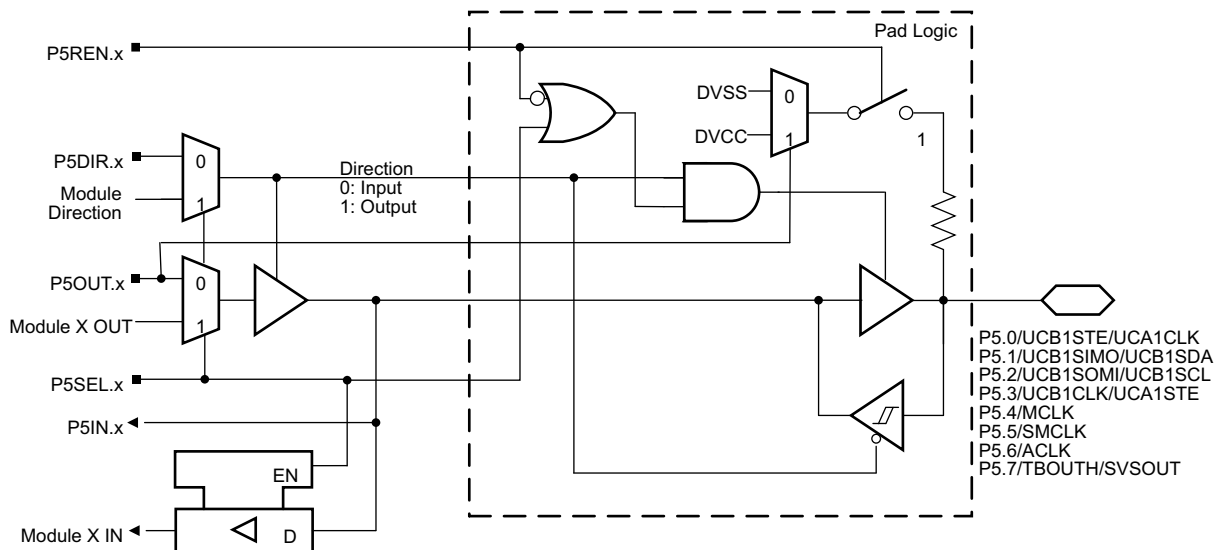 Pad Logic
P5REN.x
DVSS
0
DVCC
1
1
P5DIR.x
0
Module
Direction
1
Direction
0: Input
1: Output
P5OUT.x
0
Module X OUT
1
P5SEL.x
P5IN.x
EN
Module X IN
D
P5.0/UCB1STE/UCA1CLK
P5.1/UCB1SIMO/UCB1SDA
P5.2/UCB1SOMI/UCB1SCL
P5.3/UCB1CLK/UCA1STE
P5.4/MCLK
P5.5/SMCLK
P5.6/ACLK
P5.7/TBOUTH/SVSOUT